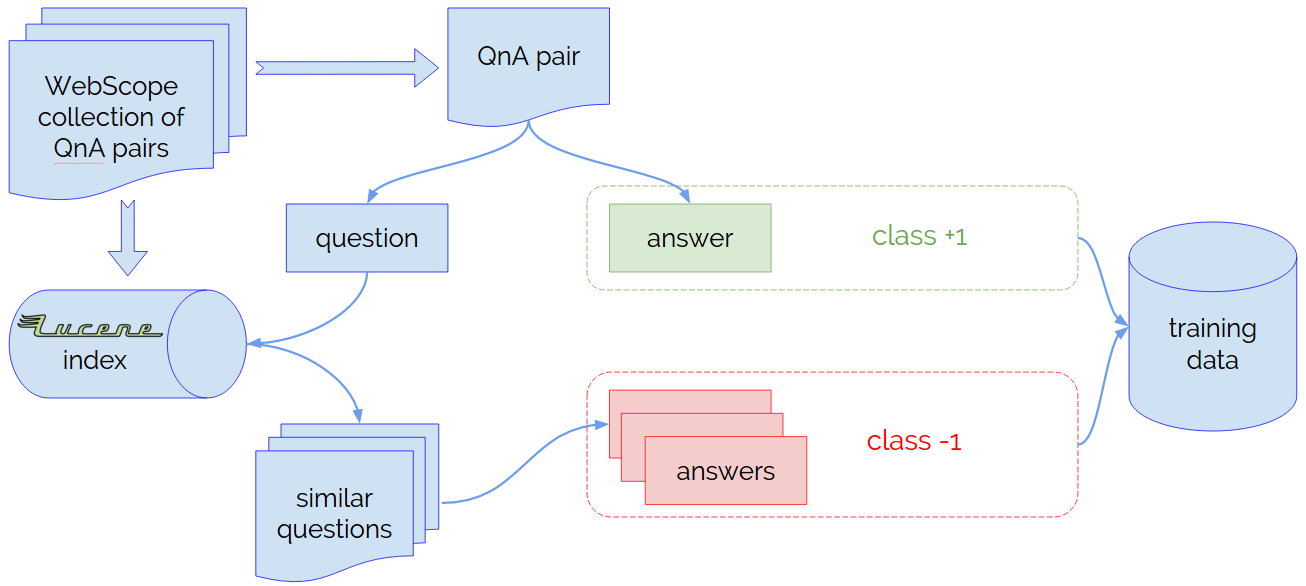 WebScope
collection of
QnA pairs
QnA pair
question
answer
class +1
Lucene
index
training
data
similar
questions
answers
class -1